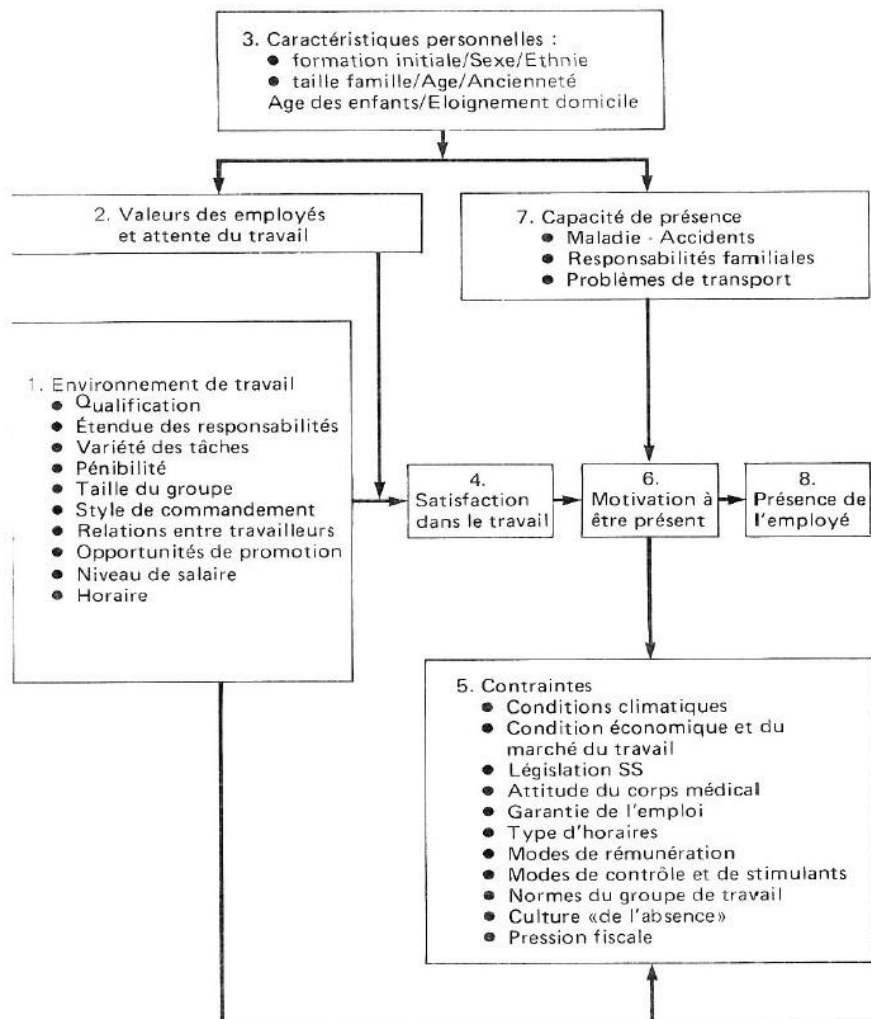 3. Caractéristiques personnelles :
● formation initiale/Sexe/Ethnie
● taille famille/Age/Ancienneté
Age des enfants/Eloignement domicile
2. Valeurs des employés
et attente du travail
7. Capacité de présence
● Maladie - Accidents
● Responsabilités familiales
● Problèmes de transport
1. Environnement de travail
● Qualification
● Étendue des responsabilités
● Variété des tâches
● Pénibilité
● Taille du groupe
● Style de commandement
● Relations entre travailleurs
● Opportunités de promotion
● Niveau de salaire
● Horaire
4.
Satisfaction
dans le travail
6.
Motivation à
être présent
8.
Présence de
l'employé
5. Contraintes
● Conditions climatiques
● Condition économique et du
marché du travail
● Législation SS
● Attitude du corps médical
● Garantie de l'emploi
● Type d'horaires
● Modes de rémunération
● Modes de contrôle et de stimulants
● Normes du groupe de travail
● Culture «de l'absence»
● Pression fiscale